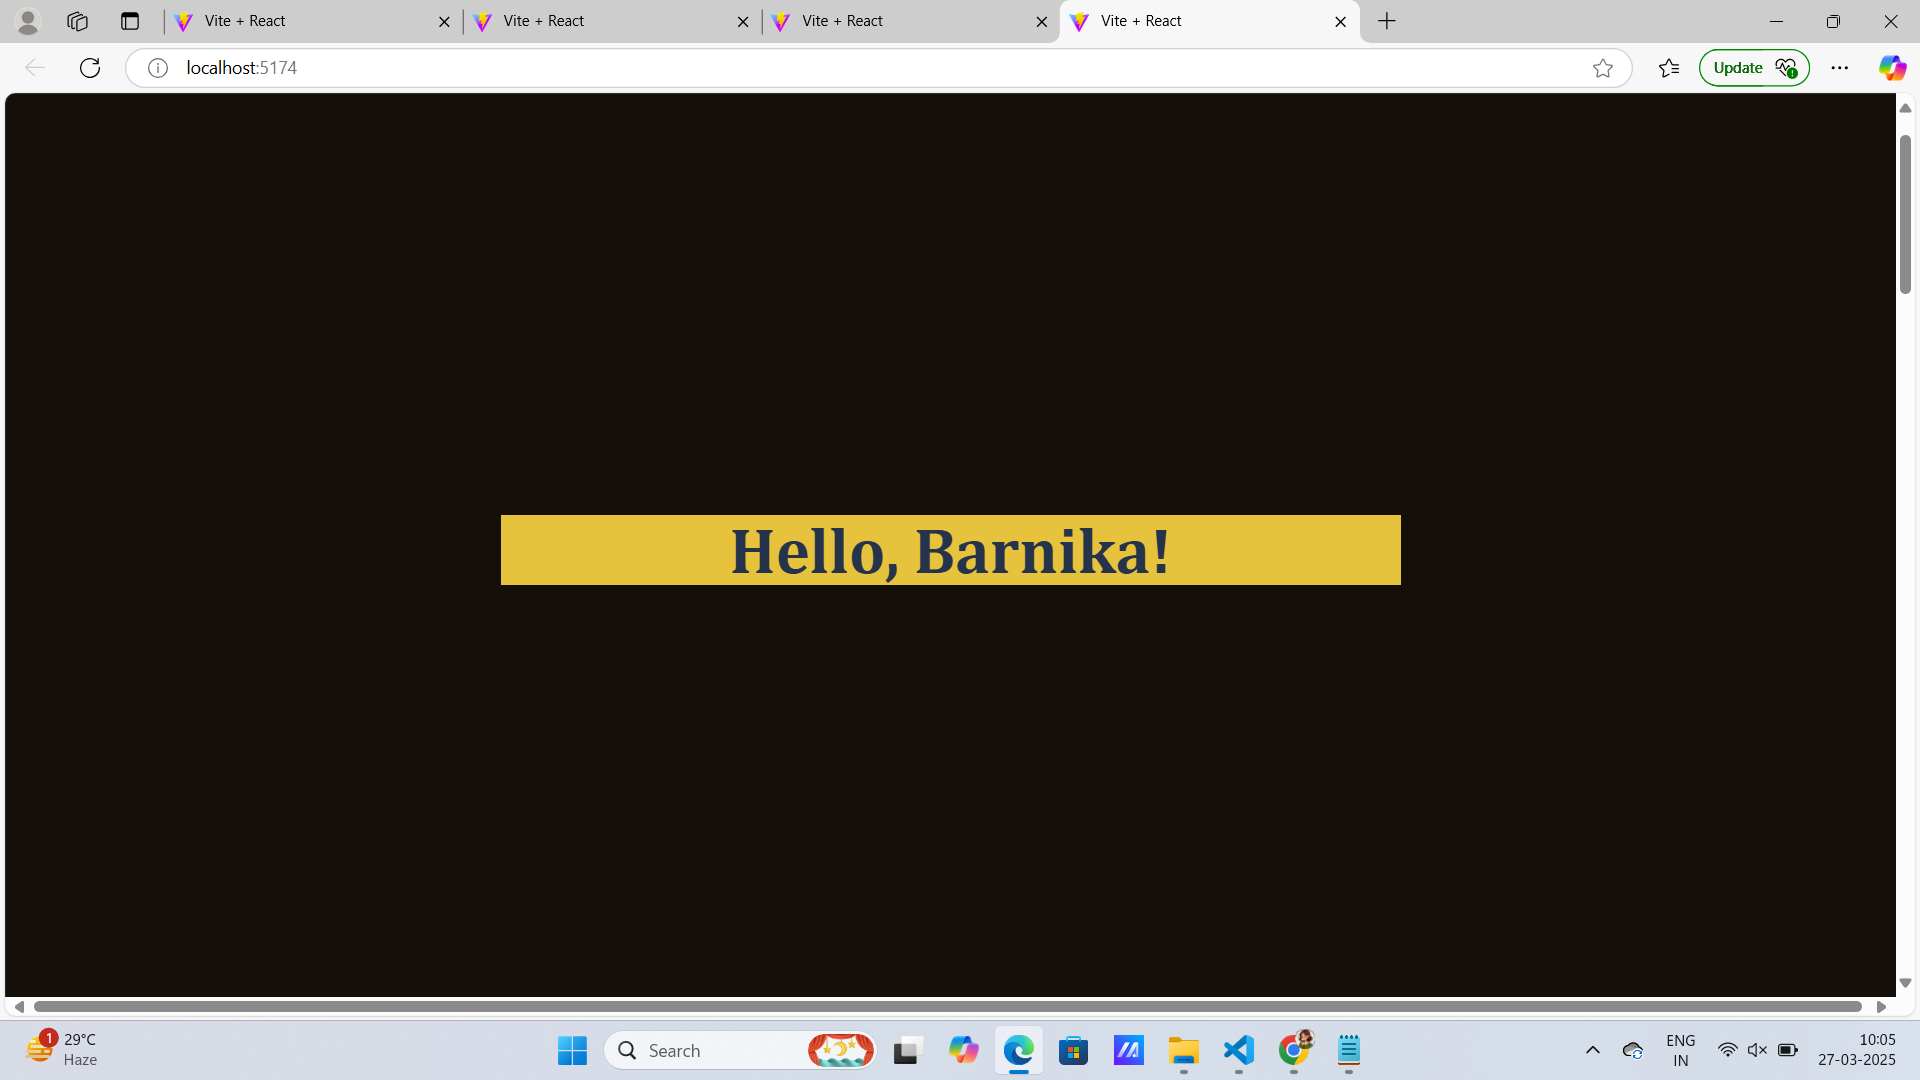 Vite + React
Vite + React
Vite + React
Vite + React
localhost:5174
Update
Hello, Barnika!
1
29°C
Haze
Search
ENG
IN
10:05
27-03-2025